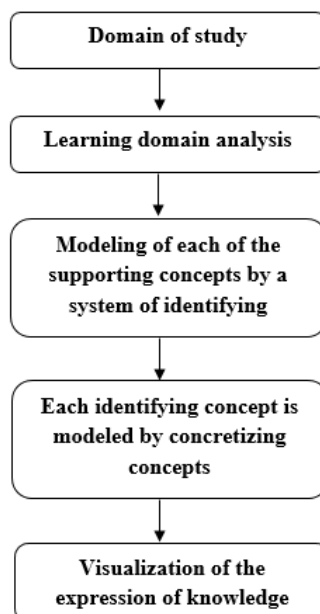 Domain of study
Learning domain analysis
Modeling of each of the
supporting concepts by a
system of identifying
Each identifying concept is
modeled by concretizing
concepts
Visualization of the
expression of knowledge